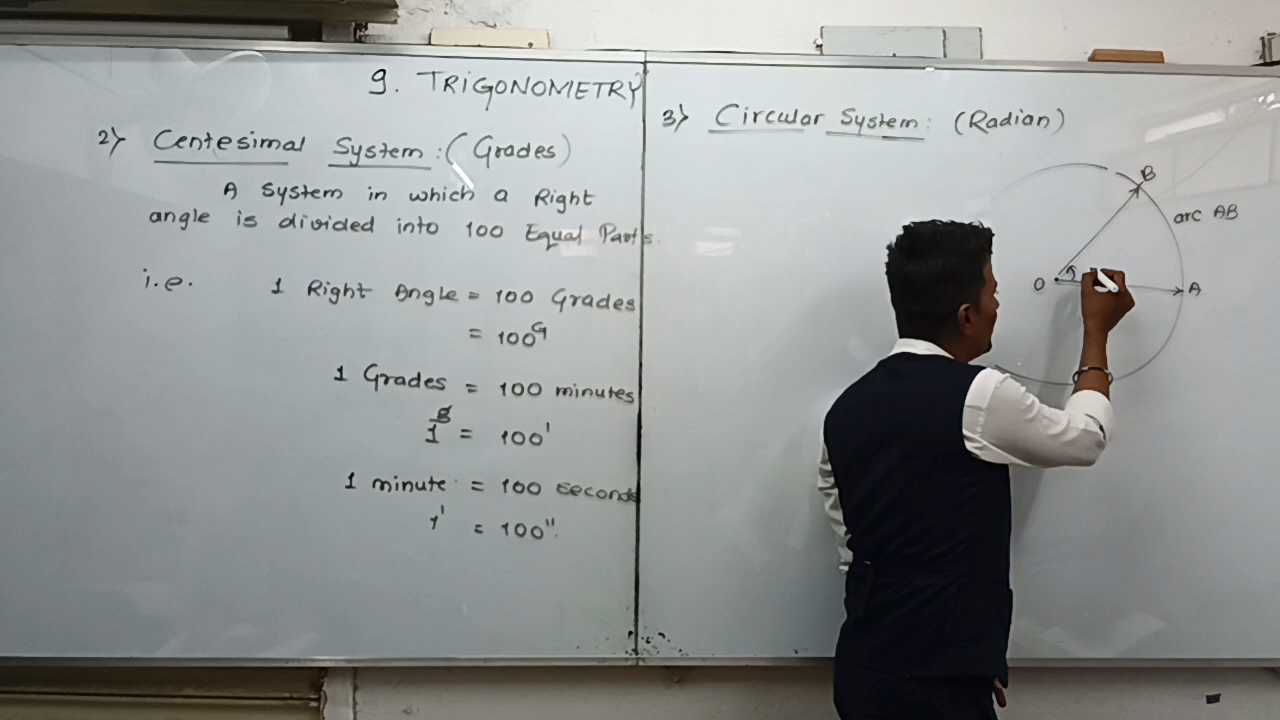 9. TRIGONOMETRY
2) Centesimal System : (Grades)
A System in which a Right
angle is divided into 100 Equal Parts
i.e. 1 Right Angle = 100 Grades
= 100ᴳ
1 Grades = 100 minutes
1ᵍ = 100'
1 minute = 100 seconds
1' = 100".
3) Circular System : (Radian)
B
arc AB
O
A